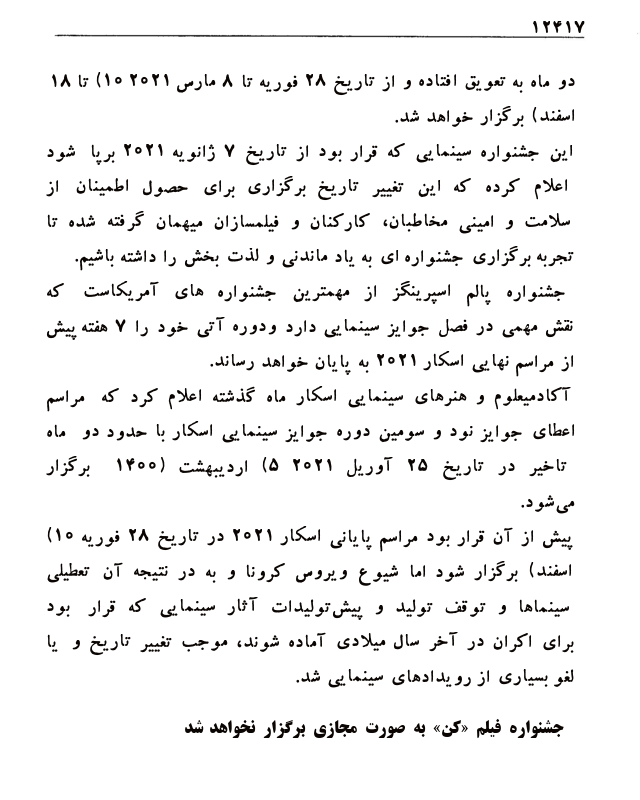 ۱۲۴۱۷
دو ماه به تعویق افتاده و از تاریخ ۲۸ فوریه تا ۸ مارس ۲۰۲۱ ۱۰) تا ۱۸
اسفند) برگزار خواهد شد.
این جشنواره سینمایی که قرار بود از تاریخ ۷ ژانویه ۲۰۲۱ برپا شود
اعلام کرده که این تغییر تاریخ برگزاری برای حصول اطمینان از
سلامت و امینی مخاطبان، کارکنان و فیلمسازان میهمان گرفته شده تا
تجربه برگزاری جشنواره ای به یاد ماندنی و لذت بخش را داشته باشیم.
جشنواره پالم اسپرینگز از مهمترین جشنواره های آمریکاست که
نقش مهمی در فصل جوایز سینمایی دارد ودوره آتی خود را ۷ هفته پیش
از مراسم نهایی اسکار ۲۰۲۱ به پایان خواهد رساند.
آکادمیعلوم و هنرهای سینمایی اسکار ماه گذشته اعلام کرد که مراسم
اعطای جوایز نود و سومین دوره جوایز سینمایی اسکار با حدود دو ماه
تاخیر در تاریخ ۲۵ آوریل ۲۰۲۱ ۵) اردیبهشت (۱۴۰۰ برگزار
می‌شود.
پیش از آن قرار بود مراسم پایانی اسکار ۲۰۲۱ در تاریخ ۲۸ فوریه ۱۰)
اسفند) برگزار شود اما شیوع ویروس کرونا و به در نتیجه آن تعطیلی
سینماها و توقف تولید و پیش‌تولیدات آثار سینمایی که قرار بود
برای اکران در آخر سال میلادی آماده شوند، موجب تغییر تاریخ و یا
لغو بسیاری از رویدادهای سینمایی شد.
جشنواره فیلم «کن» به صورت مجازی برگزار نخواهد شد